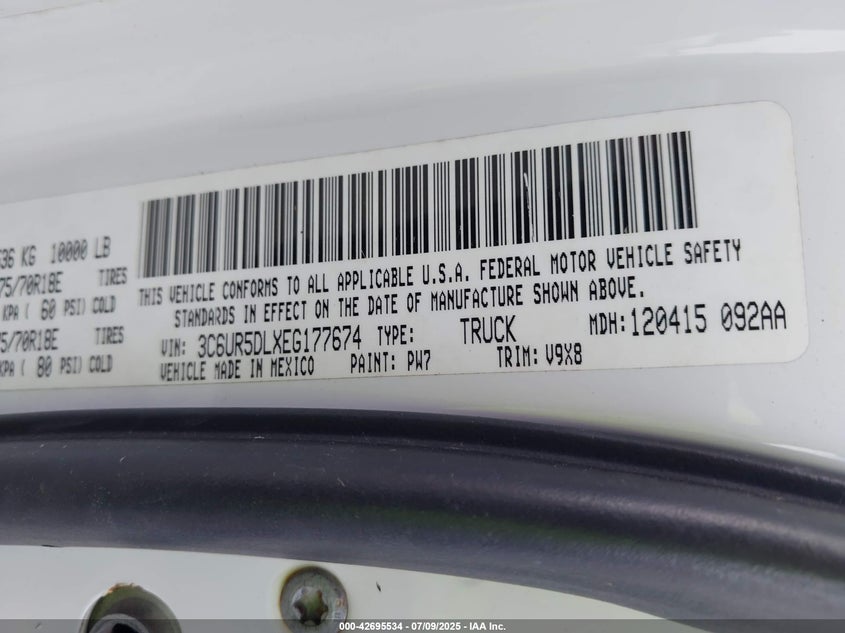 536 KG 10000 LB
75/70R18E TIRES
KPA ( 60 PSI) COLD
75/70R18E TIRES
KPA ( 80 PSI) COLD
THIS VEHICLE CONFORMS TO ALL APPLICABLE U.S.A. FEDERAL MOTOR VEHICLE SAFETY
STANDARDS IN EFFECT ON THE DATE OF MANUFACTURE SHOWN ABOVE.
VIN: 3C6UR5DLXEG177674 TYPE: TRUCK MDH: 120415 092AA
VEHICLE MADE IN MEXICO PAINT: PW7 TRIM: V9X8
000-42695534 | 07/09/2025 - IAA Inc.